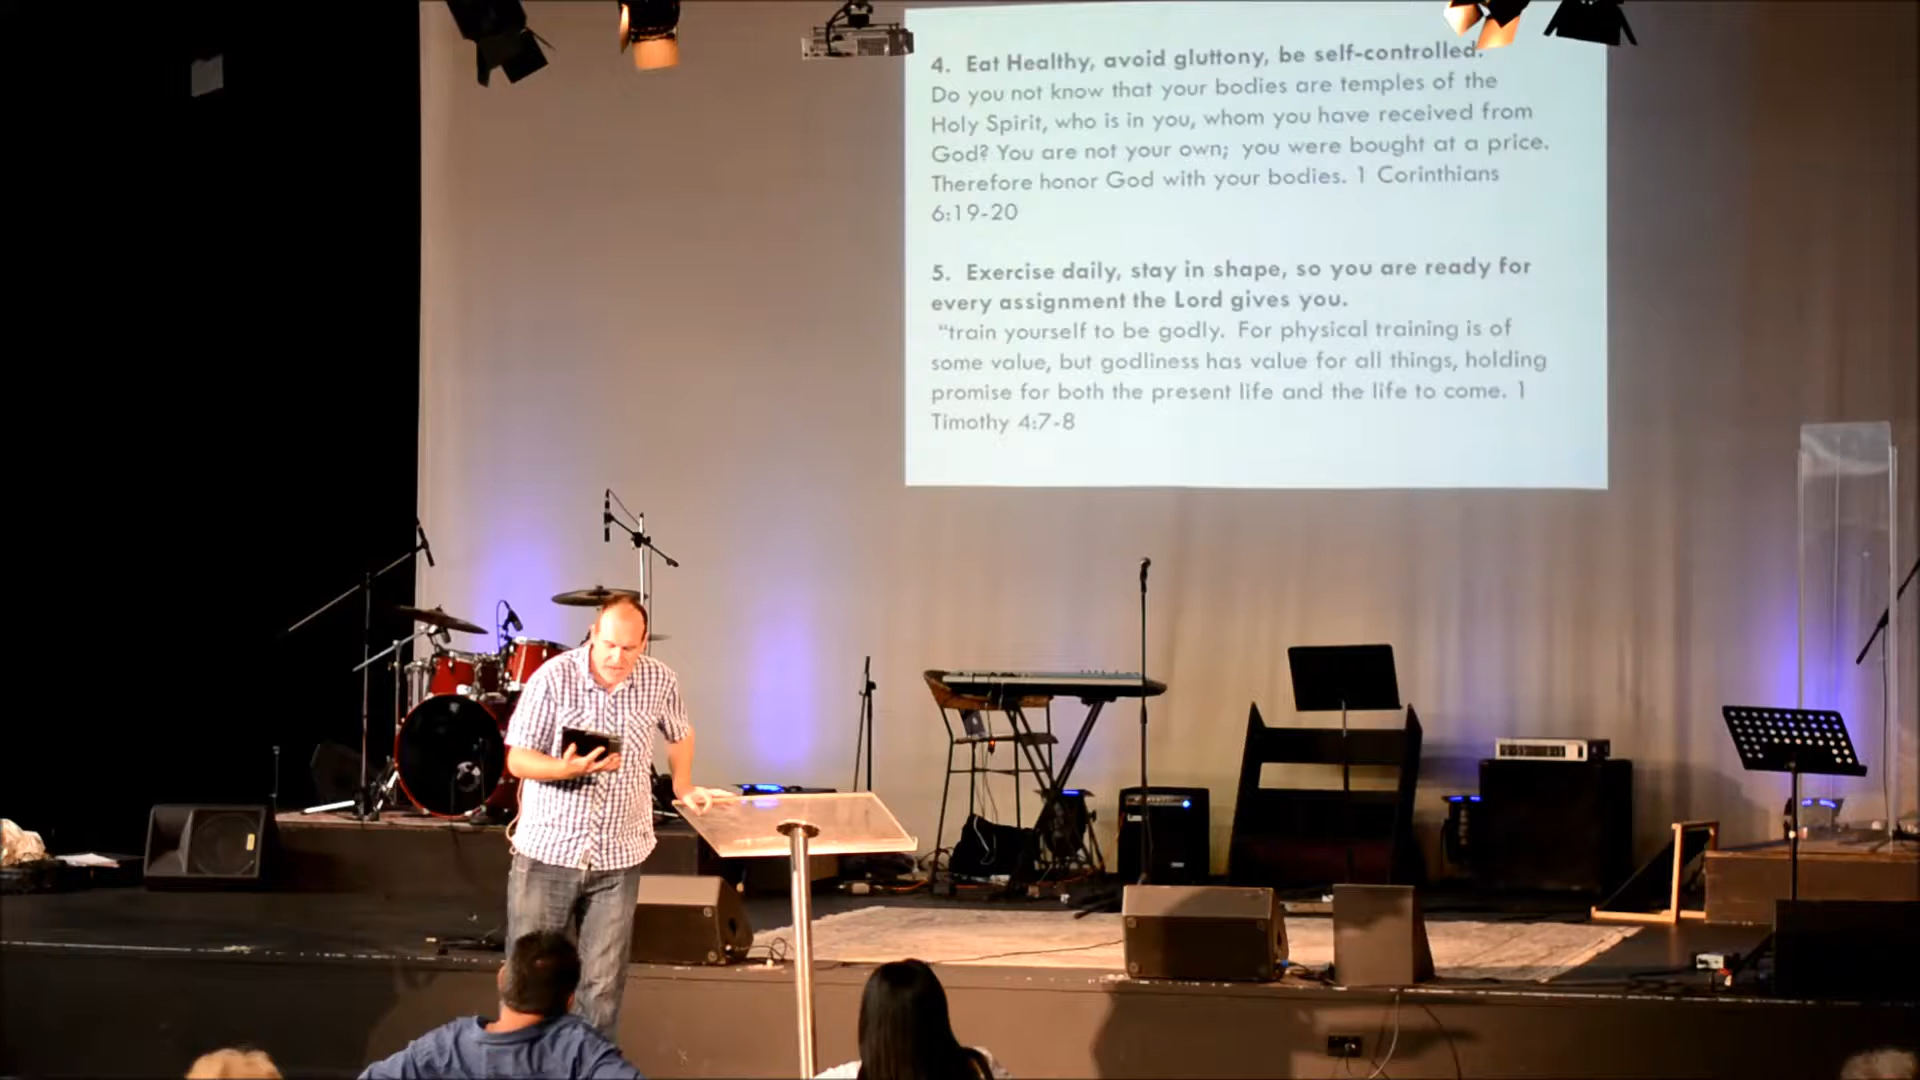 4. Eat Healthy, avoid gluttony, be self-controlled.
Do you not know that your bodies are temples of the
Holy Spirit, who is in you, whom you have received from
God? You are not your own; you were bought at a price.
Therefore honor God with your bodies. 1 Corinthians
6:19-20
5. Exercise daily, stay in shape, so you are ready for
every assignment the Lord gives you.
“train yourself to be godly. For physical training is of
some value, but godliness has value for all things, holding
promise for both the present life and the life to come. 1
Timothy 4:7-8